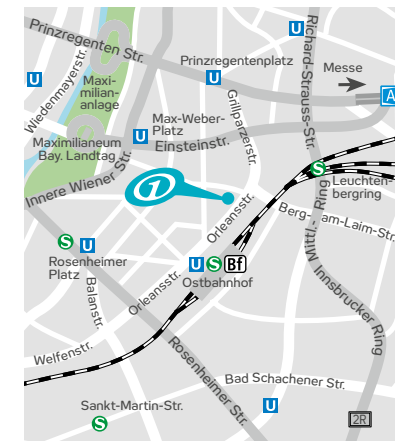 Prinzregenten Str.
U
Richard-Strauss-Str.
Wiedenmayerstr.
U
Maxi-
milian-
anlage
Prinzregentenplatz
U
Messe
A
Grillparzerstr.
Max-Weber-
Platz
U
Einsteinstr.
Maximilianeum
Bay. Landtag
Innere Wiener Str.
1
S
Leuchten-
bergring
Orleansstr.
Berg-am-Laim-Str.
Mittl.- Ring
Innsbrucker Ring
S U
Rosenheimer
Platz
U S Bf
Ostbahnhof
Orleansstr.
Balanstr.
Welfenstr.
Rosenheimer Str.
Bad Schachener Str.
Sankt-Martin-Str.
S
U
2R